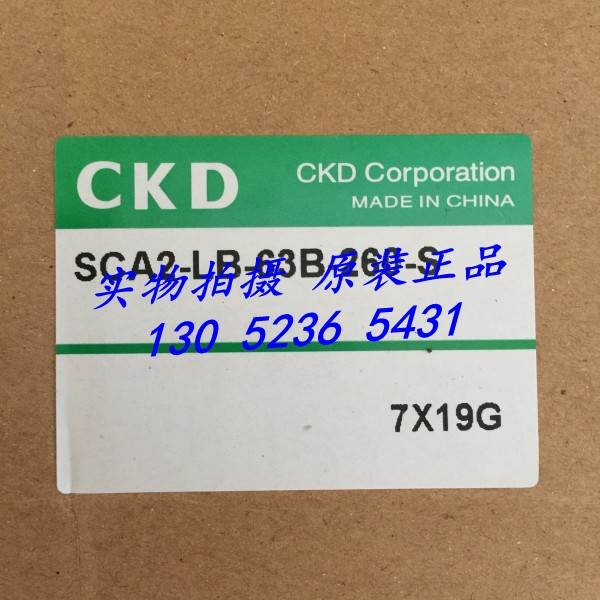 CKD
CKD Corporation
MADE IN CHINA
SCA2-LB-63B-260-S
实物拍摄 原装正品
130 5236 5431
7X19G